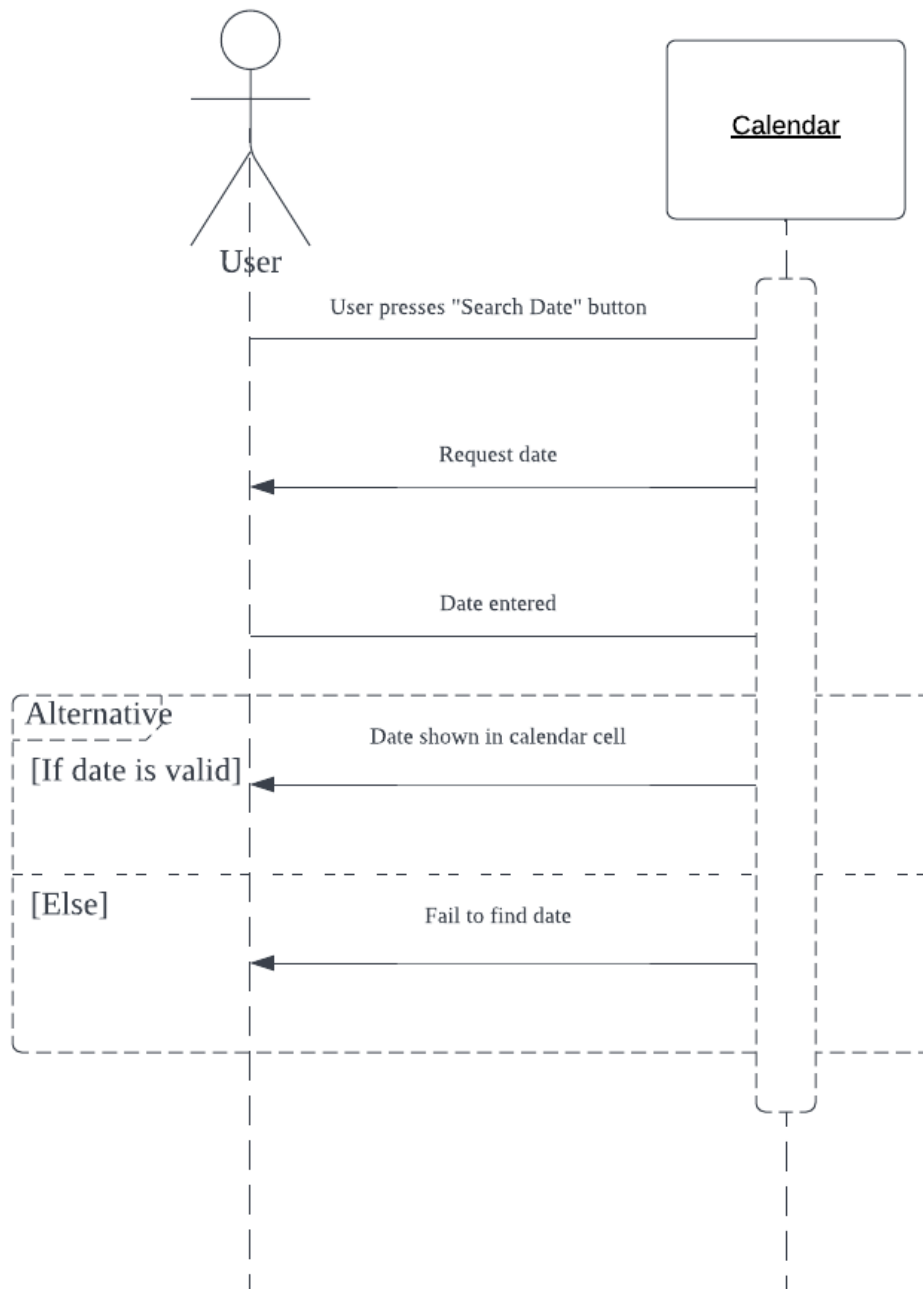 Calendar
User
User presses "Search Date" button
Request date
Date entered
Alternative
Date shown in calendar cell
[If date is valid]
[Else]
Fail to find date